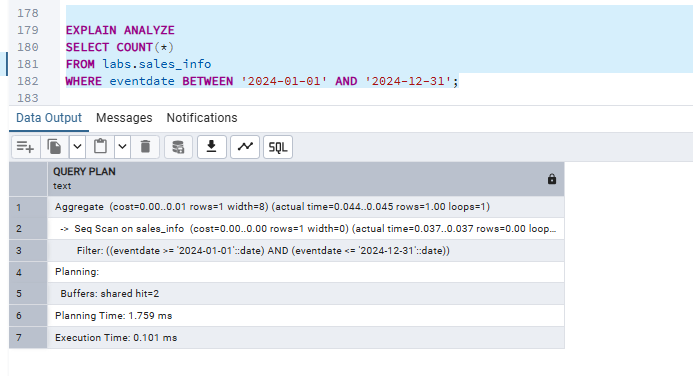 178
179 EXPLAIN ANALYZE
180 SELECT COUNT(*)
181 FROM labs.sales_info
182 WHERE eventdate BETWEEN '2024-01-01' AND '2024-12-31';
183
Data Output Messages Notifications
SQL
QUERY PLAN
text
1 Aggregate (cost=0.00..0.01 rows=1 width=8) (actual time=0.044..0.045 rows=1.00 loops=1)
2 -> Seq Scan on sales_info (cost=0.00..0.00 rows=1 width=0) (actual time=0.037..0.037 rows=0.00 loop...
3 Filter: ((eventdate >= '2024-01-01'::date) AND (eventdate <= '2024-12-31'::date))
4 Planning:
5 Buffers: shared hit=2
6 Planning Time: 1.759 ms
7 Execution Time: 0.101 ms